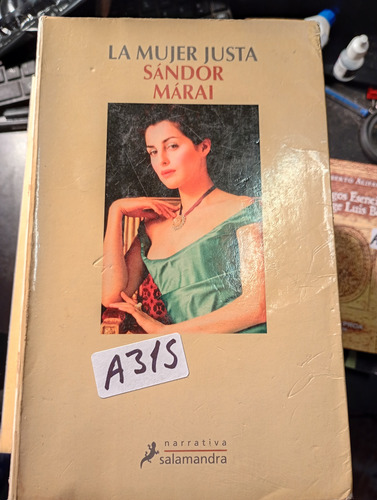 LA MUJER JUSTA
SÁNDOR
MÁRAI
A315
narrativa
salamandra